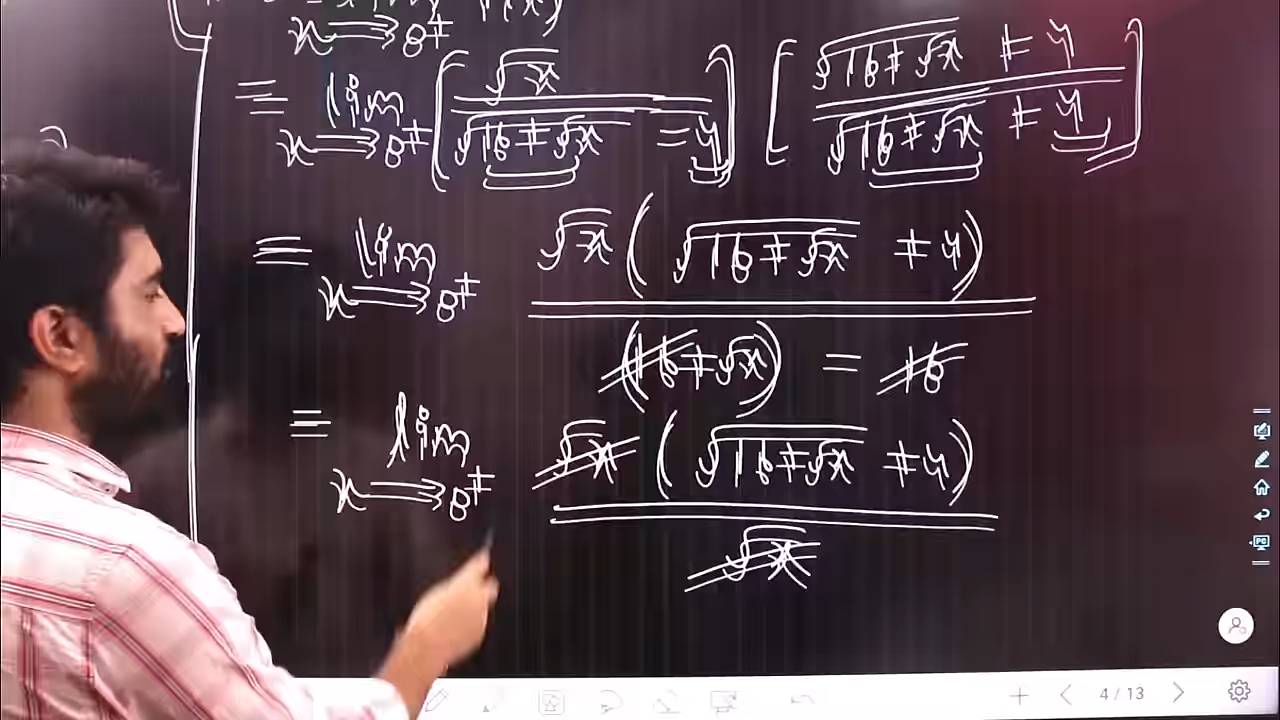 x → 0⁺
= lim x → 0⁺ [ √x / (√(16 + √x) − 4) ] [ (√(16 + √x) + 4) / (√(16 + √x) + 4) ]
= lim x → 0⁺ √x ( √(16 + √x) + 4 ) / ( (16 + √x) − 16 )
= lim x → 0⁺ √x ( √(16 + √x) + 4 ) / √x
4 / 13